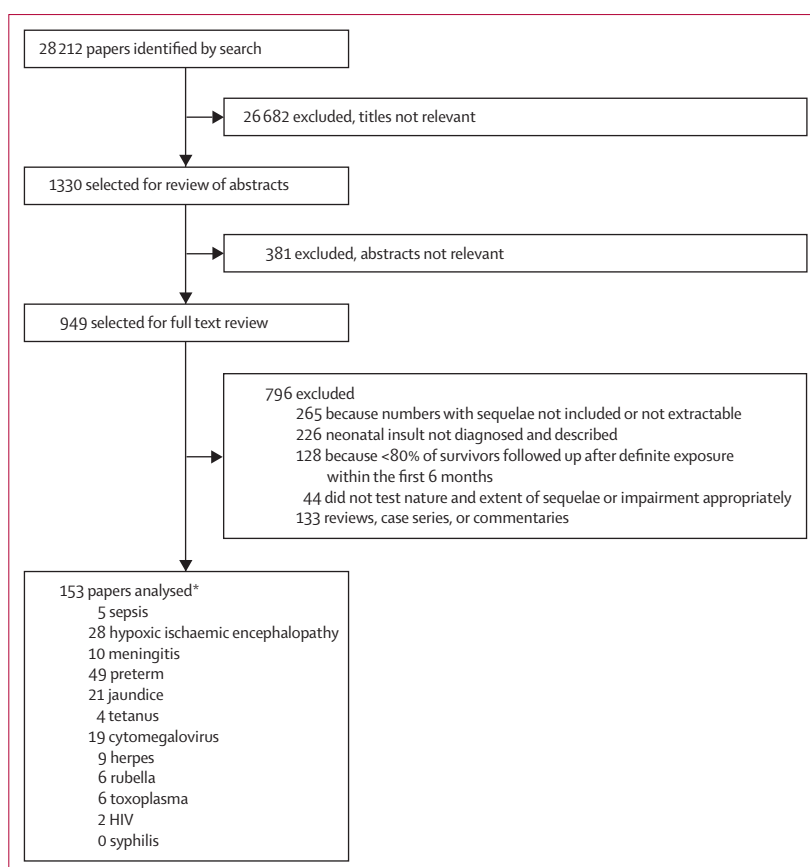 28 212 papers identified by search
26 682 excluded, titles not relevant
1330 selected for review of abstracts
381 excluded, abstracts not relevant
949 selected for full text review
796 excluded
265 because numbers with sequelae not included or not extractable
226 neonatal insult not diagnosed and described
128 because <80% of survivors followed up after definite exposure
within the first 6 months
44 did not test nature and extent of sequelae or impairment appropriately
133 reviews, case series, or commentaries
153 papers analysed*
5 sepsis
28 hypoxic ischaemic encephalopathy
10 meningitis
49 preterm
21 jaundice
4 tetanus
19 cytomegalovirus
9 herpes
6 rubella
6 toxoplasma
2 HIV
0 syphilis